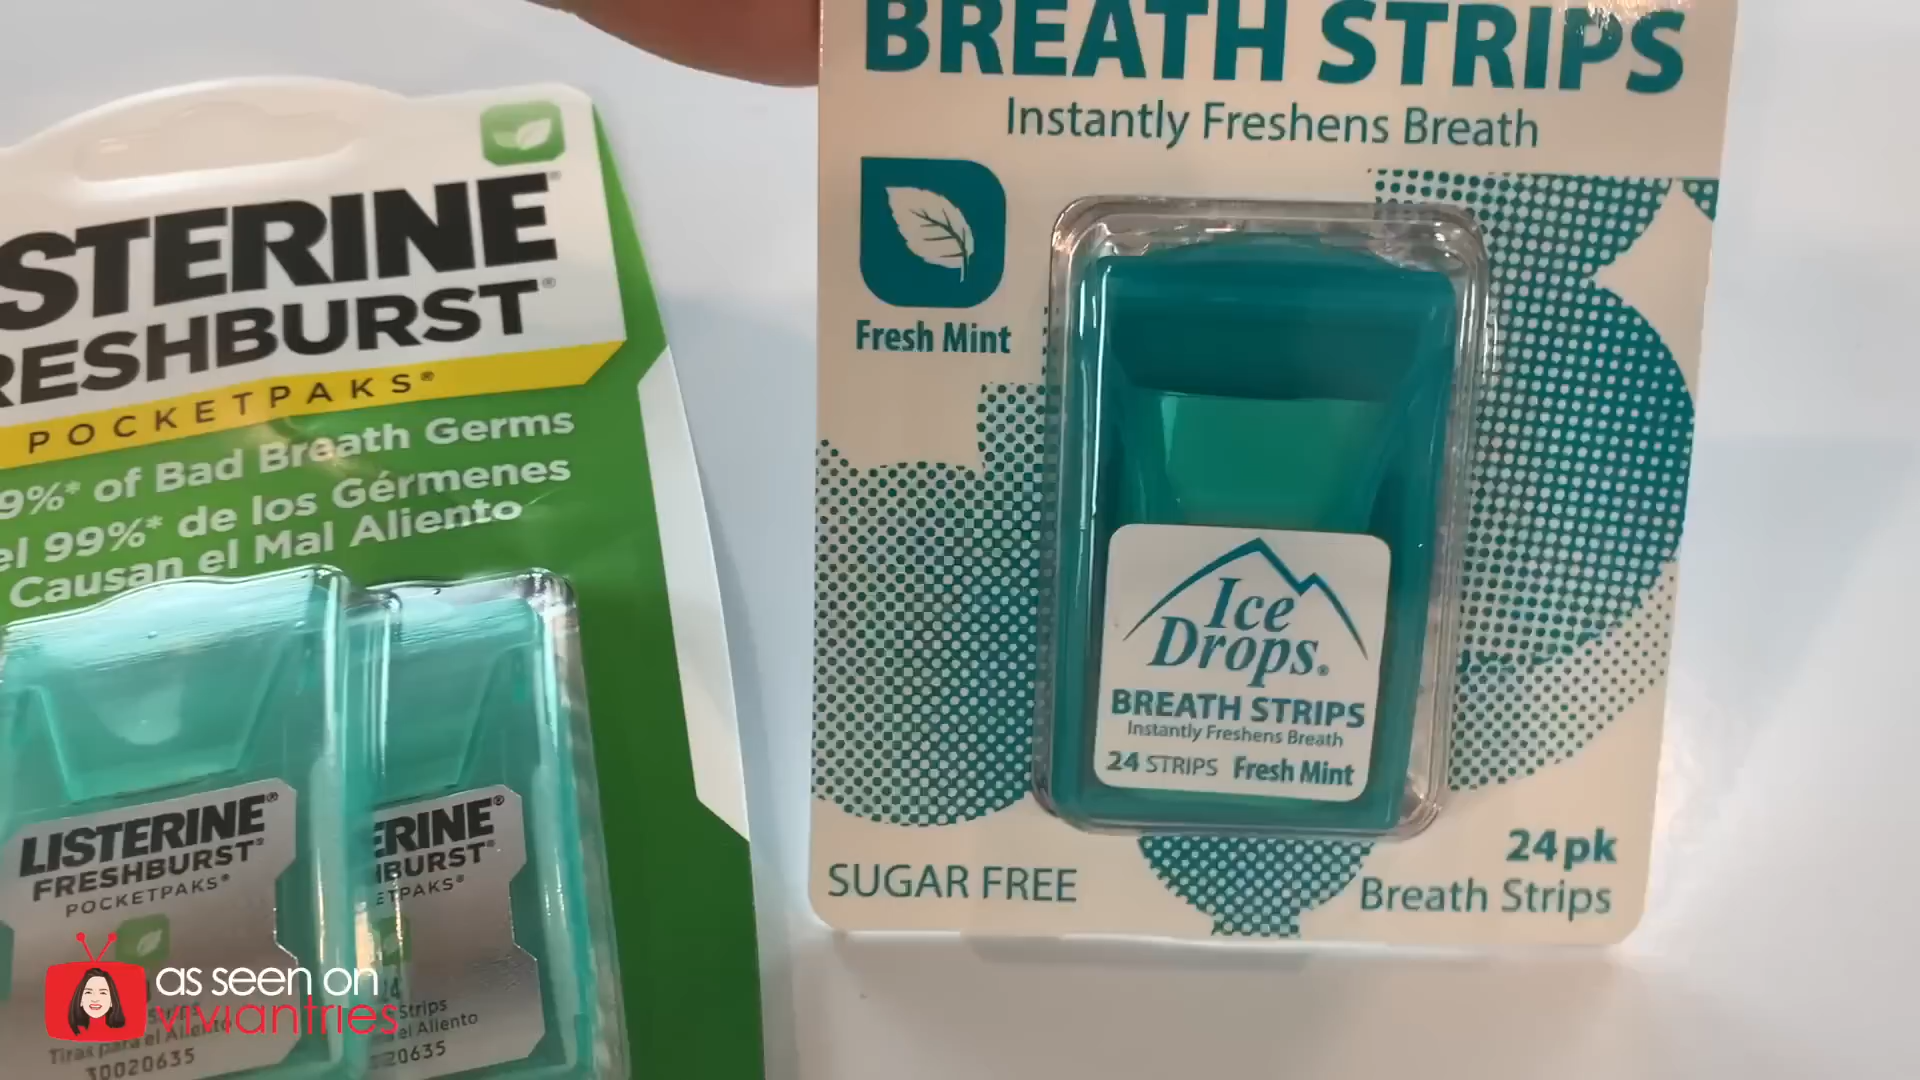 STERINE®
RESHBURST®
POCKETPAKS®
9%* of Bad Breath Germs
el 99%* de los Gérmenes
Causan el Mal Aliento
LISTERINE®
FRESHBURST®
POCKETPAKS®
Tiras para el Aliento
30020635
ERINE®
HBURST®
ETPAKS®
24
Strips
el Aliento
20635
BREATH STRIPS
Instantly Freshens Breath
Fresh Mint
Ice
Drops®
BREATH STRIPS
Instantly Freshens Breath
24 STRIPS Fresh Mint
SUGAR FREE
24pk
Breath Strips
as seen on
viviantries